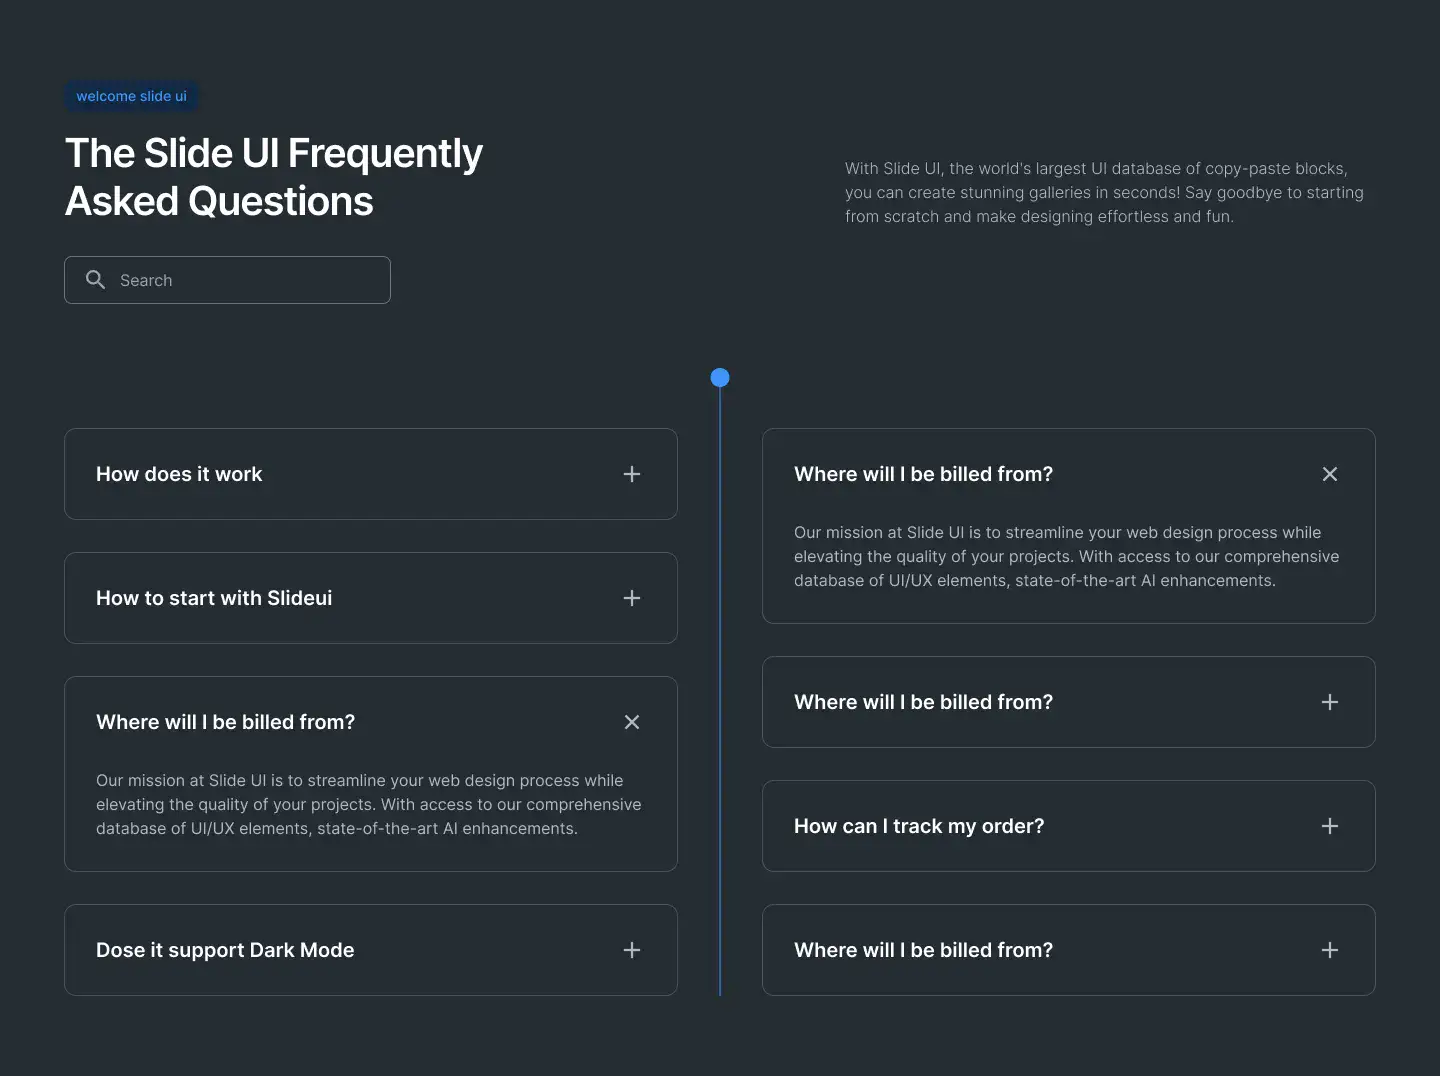 welcome slide ui
The Slide UI Frequently
Asked Questions
With Slide UI, the world's largest UI database of copy-paste blocks,
you can create stunning galleries in seconds! Say goodbye to starting
from scratch and make designing effortless and fun.
Search
How does it work
How to start with Slideui
Where will I be billed from?
Our mission at Slide UI is to streamline your web design process while
elevating the quality of your projects. With access to our comprehensive
database of UI/UX elements, state-of-the-art AI enhancements.
Dose it support Dark Mode
Where will I be billed from?
Our mission at Slide UI is to streamline your web design process while
elevating the quality of your projects. With access to our comprehensive
database of UI/UX elements, state-of-the-art AI enhancements.
Where will I be billed from?
How can I track my order?
Where will I be billed from?